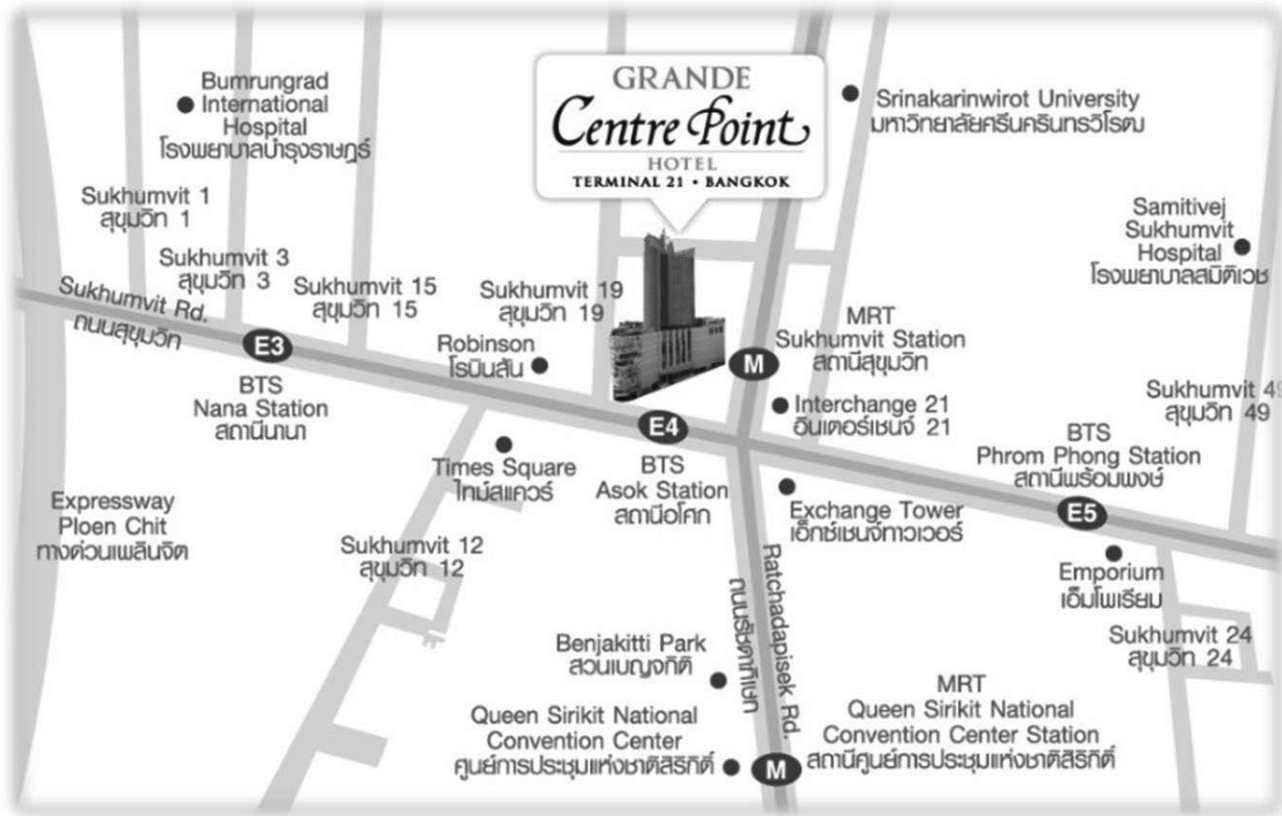 GRANDE
Centre Point
HOTEL
TERMINAL 21 • BANGKOK
Bumrungrad
International
Hospital
โรงพยาบาลบำรุงราษฎร์
Srinakarinwirot University
มหาวิทยาลัยศรีนครินทรวิโรฒ
Sukhumvit 1
สุขุมวิท 1
Samitivej
Sukhumvit
Hospital
โรงพยาบาลสมิติเวช
Sukhumvit 3
สุขุมวิท 3
Sukhumvit 15
สุขุมวิท 15
Sukhumvit 19
สุขุมวิท 19
Sukhumvit Rd.
ถนนสุขุมวิท
MRT
Sukhumvit Station
สถานีสุขุมวิท
Robinson
โรบินสัน
E3
M
BTS
Nana Station
สถานีนานา
Interchange 21
อินเตอร์เชนจ์ 21
Sukhumvit 49
สุขุมวิท 49
E4
BTS
Asok Station
สถานีอโศก
BTS
Phrom Phong Station
สถานีพร้อมพงษ์
Times Square
ไทม์สแควร์
Expressway
Ploen Chit
ทางด่วนเพลินจิต
Exchange Tower
เอ็กซ์เชนจ์ทาวเวอร์
E5
Sukhumvit 12
สุขุมวิท 12
Emporium
เอ็มโพเรียม
Ratchadapisek Rd.
ถนนรัชดาภิเษก
Sukhumvit 24
สุขุมวิท 24
Benjakitti Park
สวนเบญจกิติ
Queen Sirikit National
Convention Center
ศูนย์การประชุมแห่งชาติสิริกิติ์
M
MRT
Queen Sirikit National
Convention Center Station
สถานีศูนย์การประชุมแห่งชาติสิริกิติ์